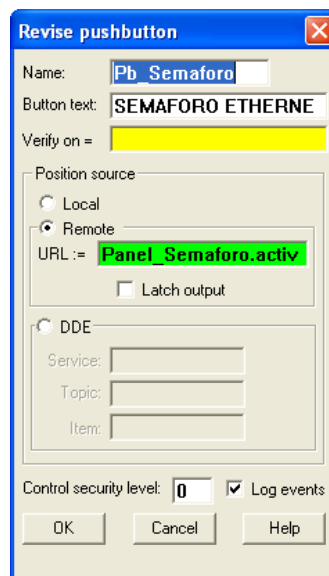 Revise pushbutton
Name: Pb_Semaforo
Button text: SEMAFORO ETHERNE
Verify on =
Position source
Local
Remote
URL := Panel_Semaforo.activ
Latch output
DDE
Service:
Topic:
Item:
Control security level: 0 Log events
OK Cancel Help